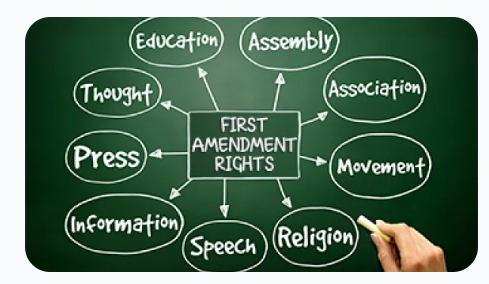 Education
Assembly
Thought
Association
FIRST
AMENDMENT
RIGHTS
Press
Movement
Information
Speech
Religion